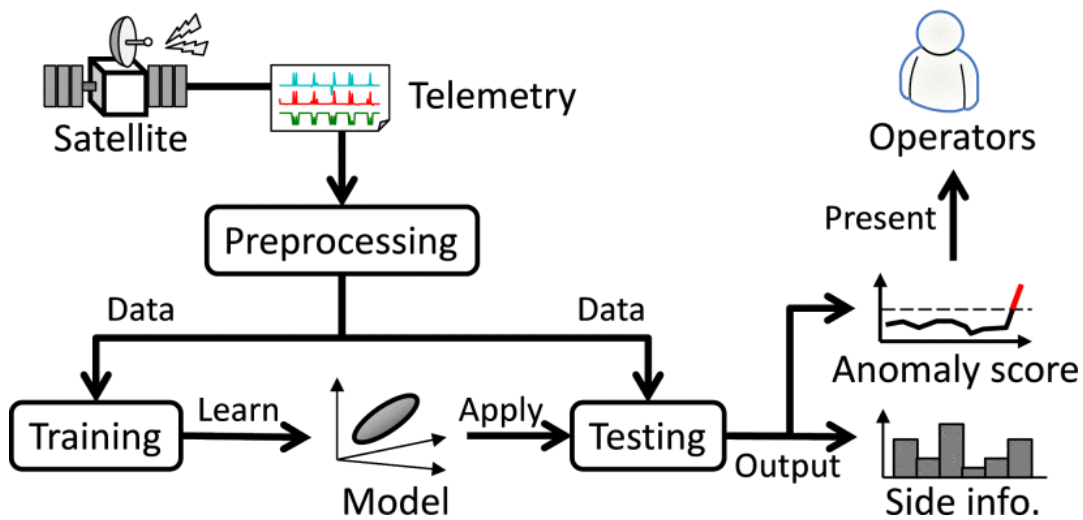 Satellite
Telemetry
Operators
Preprocessing
Present
Data
Data
Anomaly score
Training
Learn
Model
Apply
Testing
Output
Side info.